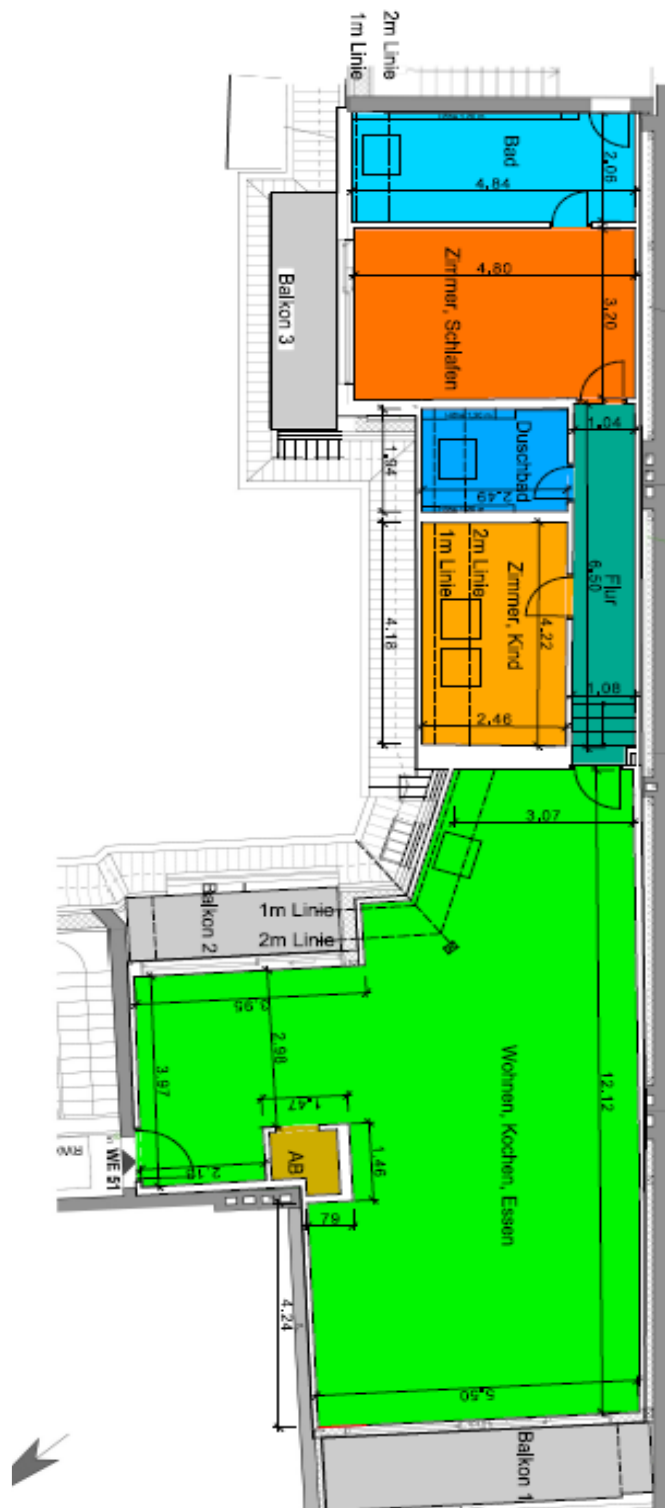 2m Linie
1m Linie
Bad
2.06
4.84
Zimmer, Schlafen
4.80
3.20
Balkon 3
1.04
Duschbad
1.94
2.49
Flur
6.50
Zimmer, Kind
2m Linie
1m Linie
4.22
4.18
1.08
2.46
3.07
Balkon 2
1m Linie
2m Linie
3.95
2.98
3.97
Wohnen, Kochen, Essen
12.12
1.47
1.46
AB
WE 51
2.19
79
4.24
5.50
Balkon 1